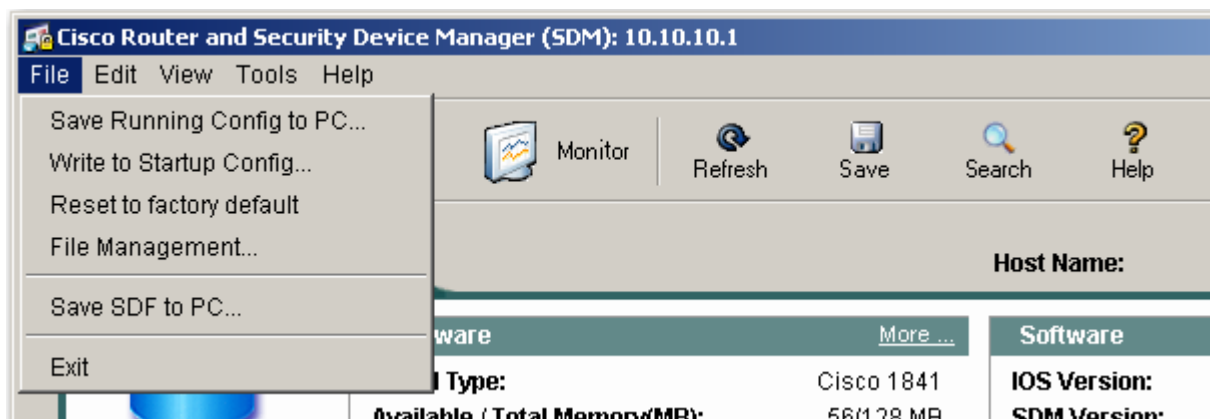 Cisco Router and Security Device Manager (SDM): 10.10.10.1
File Edit View Tools Help
Save Running Config to PC...
Write to Startup Config...
Reset to factory default
File Management...
Save SDF to PC...
Exit
Monitor Refresh Save Search Help
Host Name:
ware More ... Software
Type: Cisco 1841 IOS Version:
Available / Total Memory(MB): 56/128 MB SDM Version: